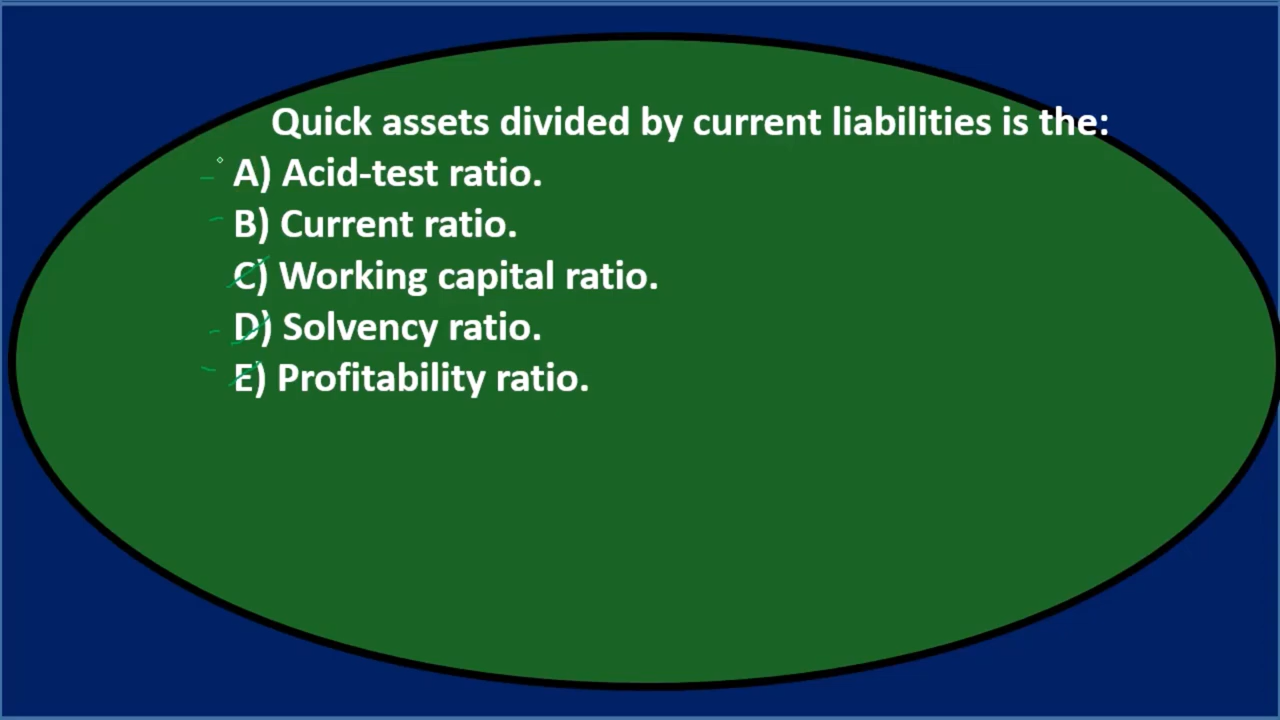 Quick assets divided by current liabilities is the:
A) Acid-test ratio.
B) Current ratio.
C) Working capital ratio.
D) Solvency ratio.
E) Profitability ratio.